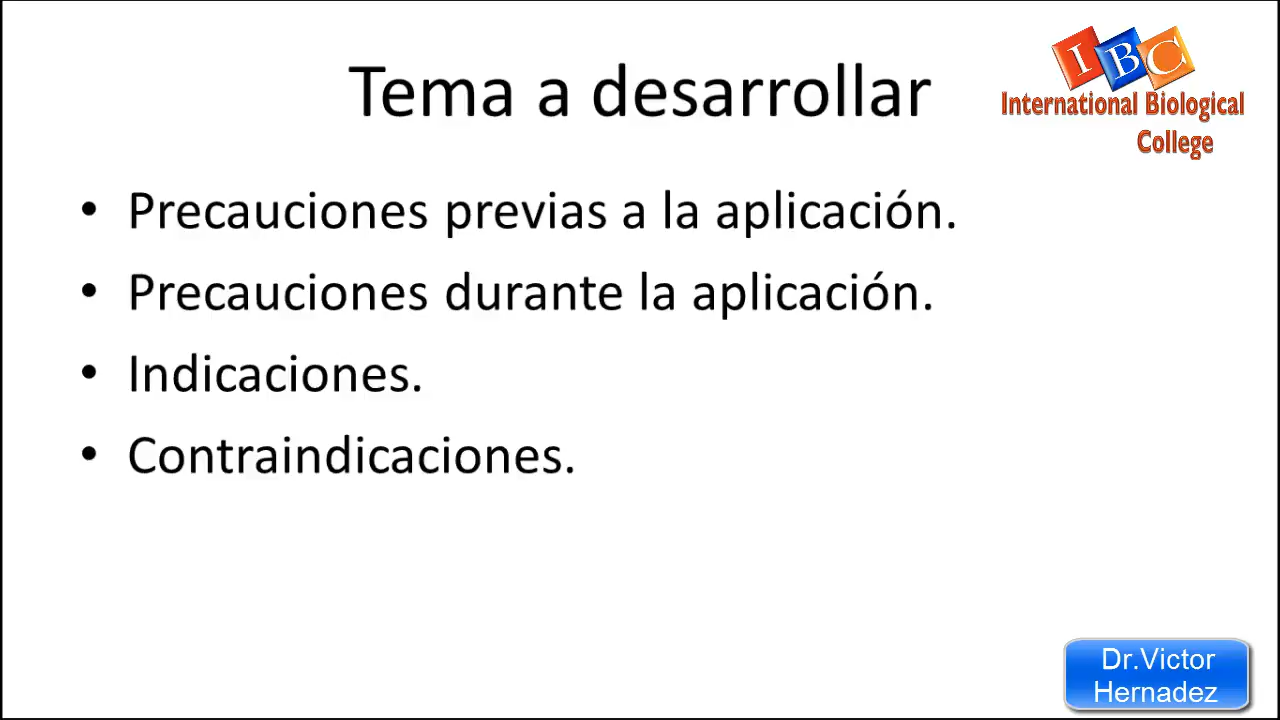 Tema a desarrollar
IBC
International Biological
College
• Precauciones previas a la aplicación.
• Precauciones durante la aplicación.
• Indicaciones.
• Contraindicaciones.
Dr.Victor
Hernadez